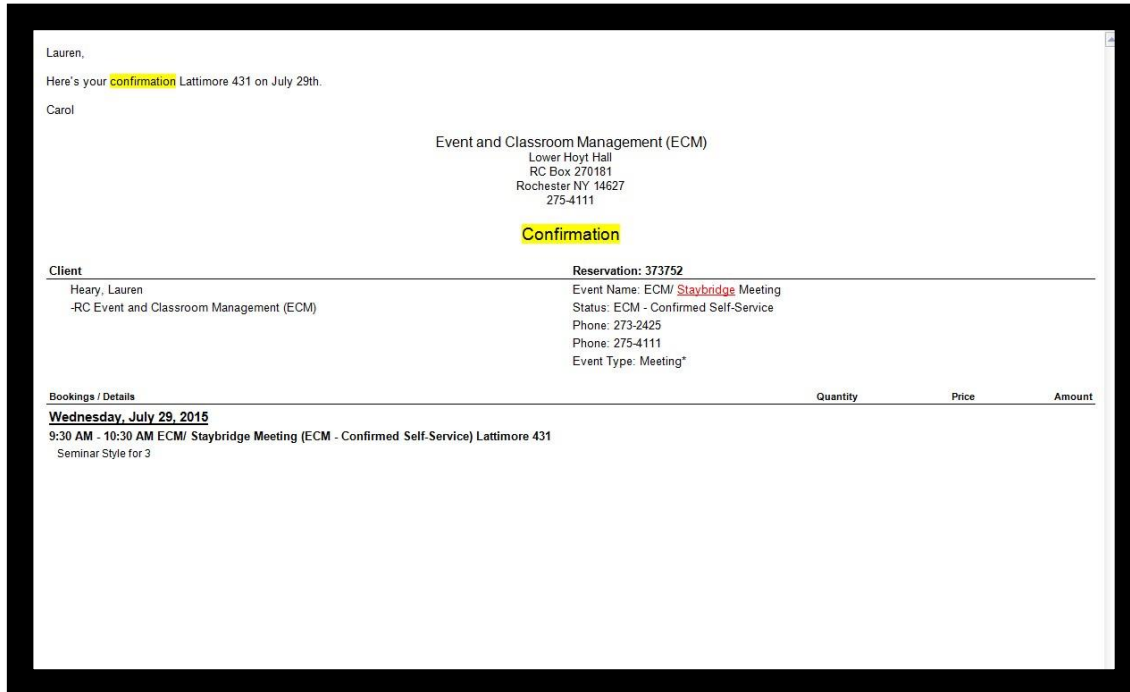 Lauren,
Here's your confirmation Lattimore 431 on July 29th.
Carol
Event and Classroom Management (ECM)
Lower Hoyt Hall
RC Box 270181
Rochester NY 14627
275-4111
Confirmation
Client
Heary, Lauren
-RC Event and Classroom Management (ECM)
Reservation: 373752
Event Name: ECM/ Staybridge Meeting
Status: ECM - Confirmed Self-Service
Phone: 273-2425
Phone: 275-4111
Event Type: Meeting*
Bookings / Details Quantity Price Amount
Wednesday, July 29, 2015
9:30 AM - 10:30 AM ECM/ Staybridge Meeting (ECM - Confirmed Self-Service) Lattimore 431
Seminar Style for 3